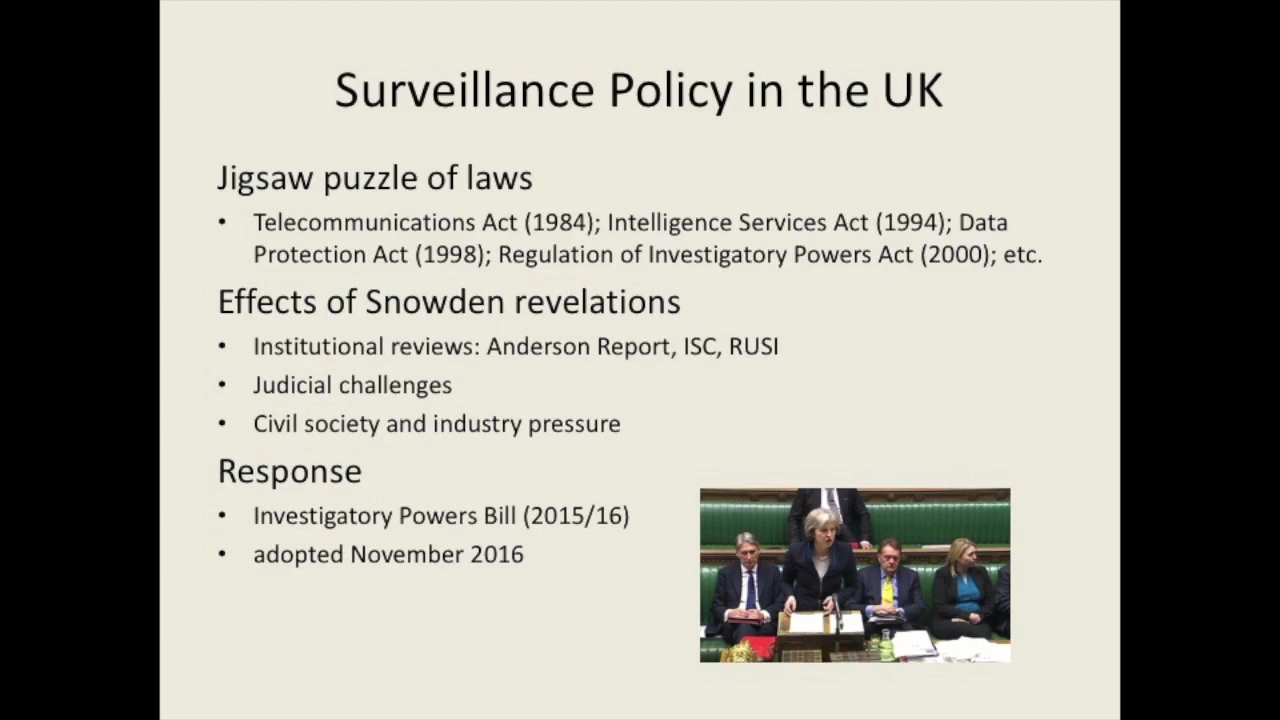 Surveillance Policy in the UK
Jigsaw puzzle of laws
• Telecommunications Act (1984); Intelligence Services Act (1994); Data
Protection Act (1998); Regulation of Investigatory Powers Act (2000); etc.
Effects of Snowden revelations
• Institutional reviews: Anderson Report, ISC, RUSI
• Judicial challenges
• Civil society and industry pressure
Response
• Investigatory Powers Bill (2015/16)
• adopted November 2016